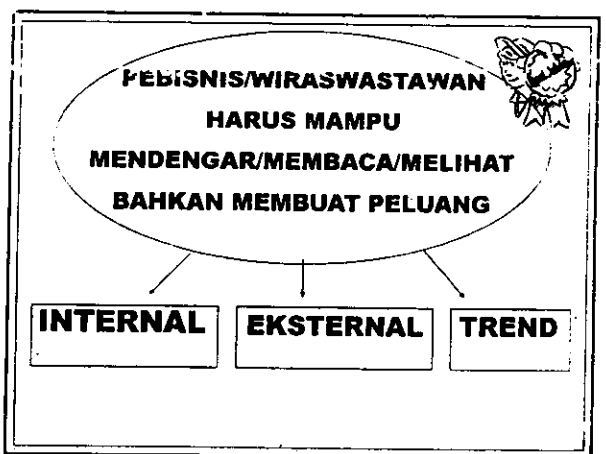 PEBISNIS/WIRASWASTAWAN
HARUS MAMPU
MENDENGAR/MEMBACA/MELIHAT
BAHKAN MEMBUAT PELUANG
INTERNAL
EKSTERNAL
TREND